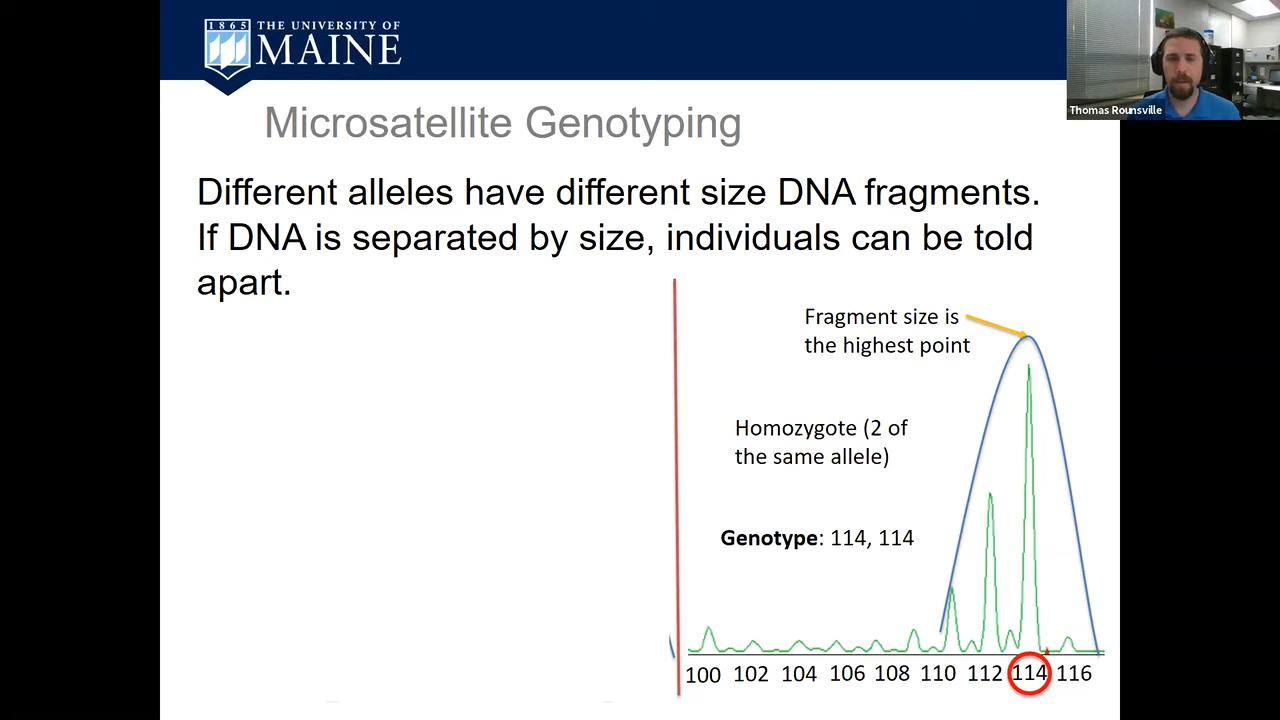 1865
THE UNIVERSITY OF
MAINE
Thomas Rounsville
Microsatellite Genotyping
Different alleles have different size DNA fragments.
If DNA is separated by size, individuals can be told
apart.
Fragment size is
the highest point
Homozygote (2 of
the same allele)
Genotype: 114, 114
100 102 104 106 108 110 112 114 116